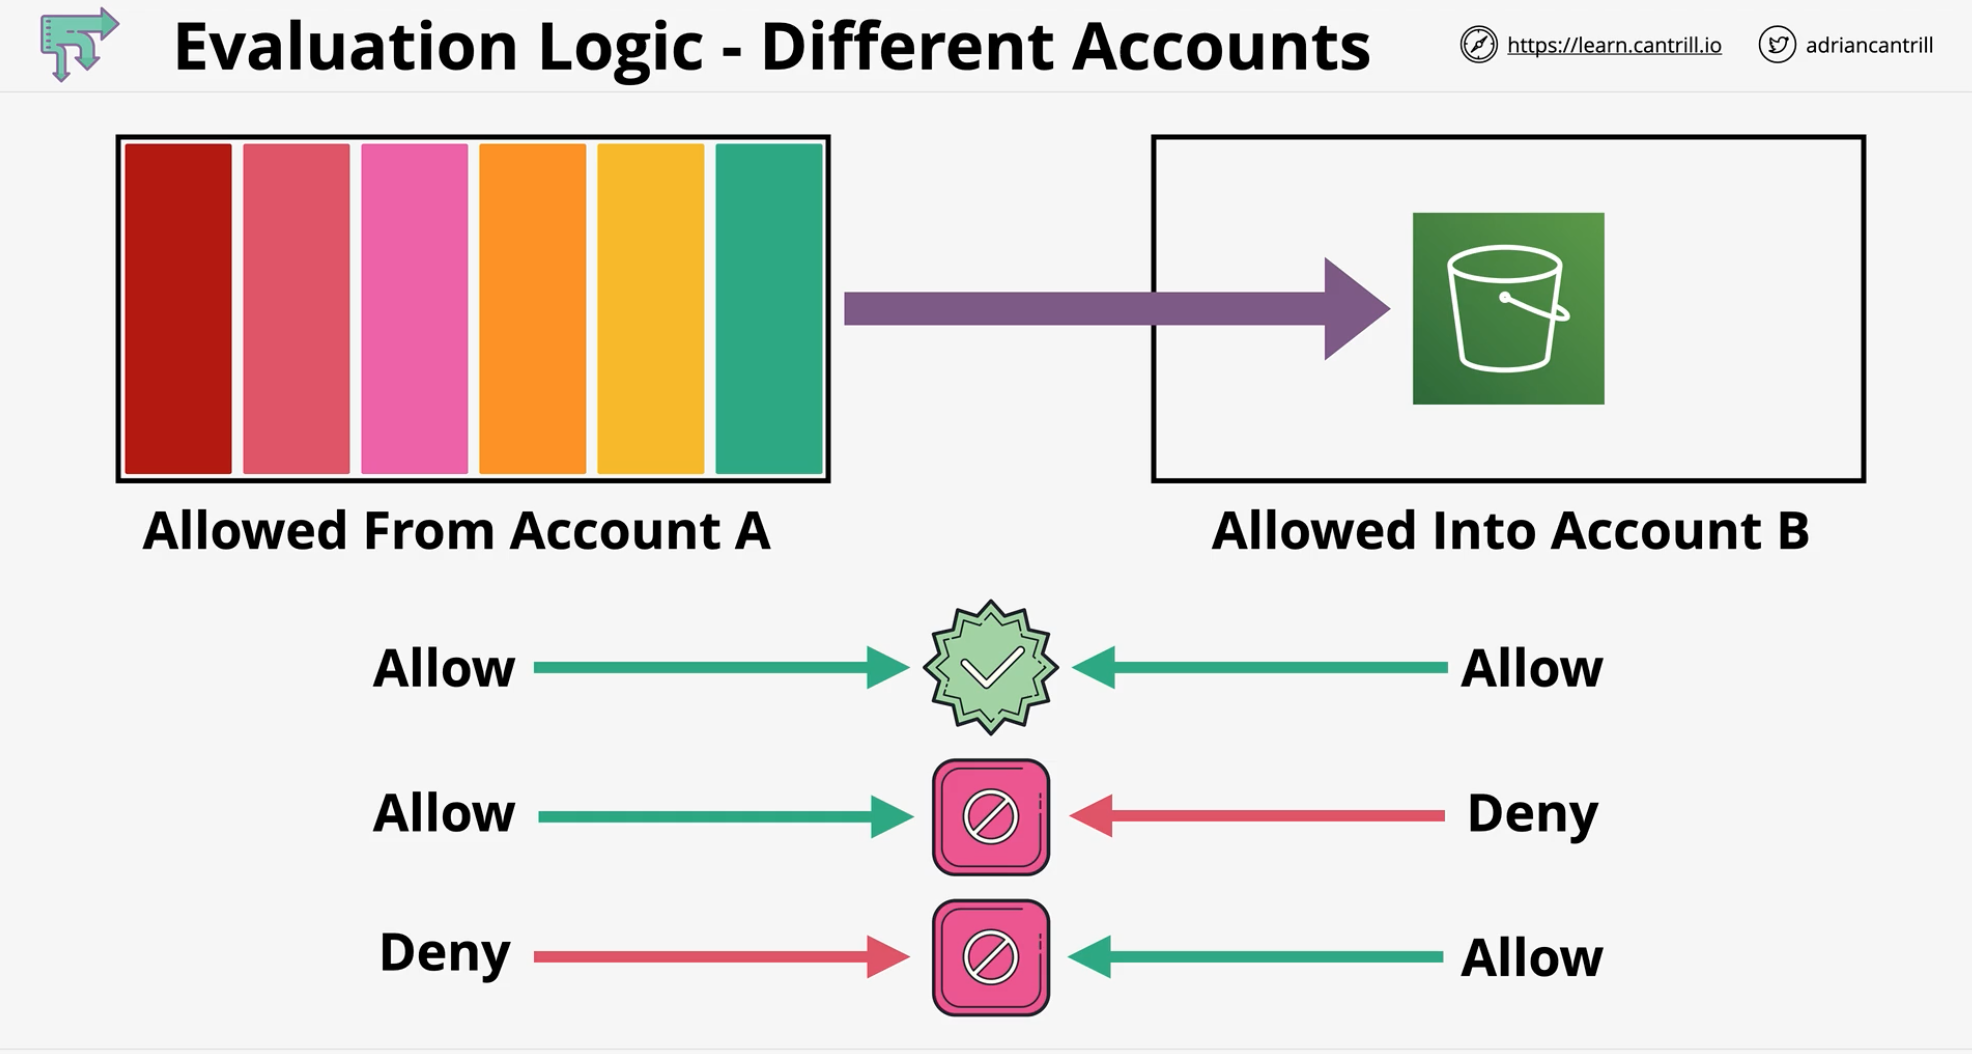 Evaluation Logic - Different Accounts
https://learn.cantrill.io
adriancantrill
Allowed From Account A
Allowed Into Account B
Allow
Allow
Allow
Deny
Deny
Allow